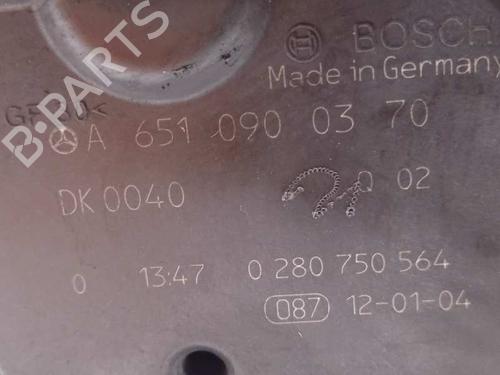 BOSCH
Made in Germany
B-PARTS
A 651 090 03 70
DK 0040
21
Q 02
0 13:47 0 280 750 564
087 12-01-04